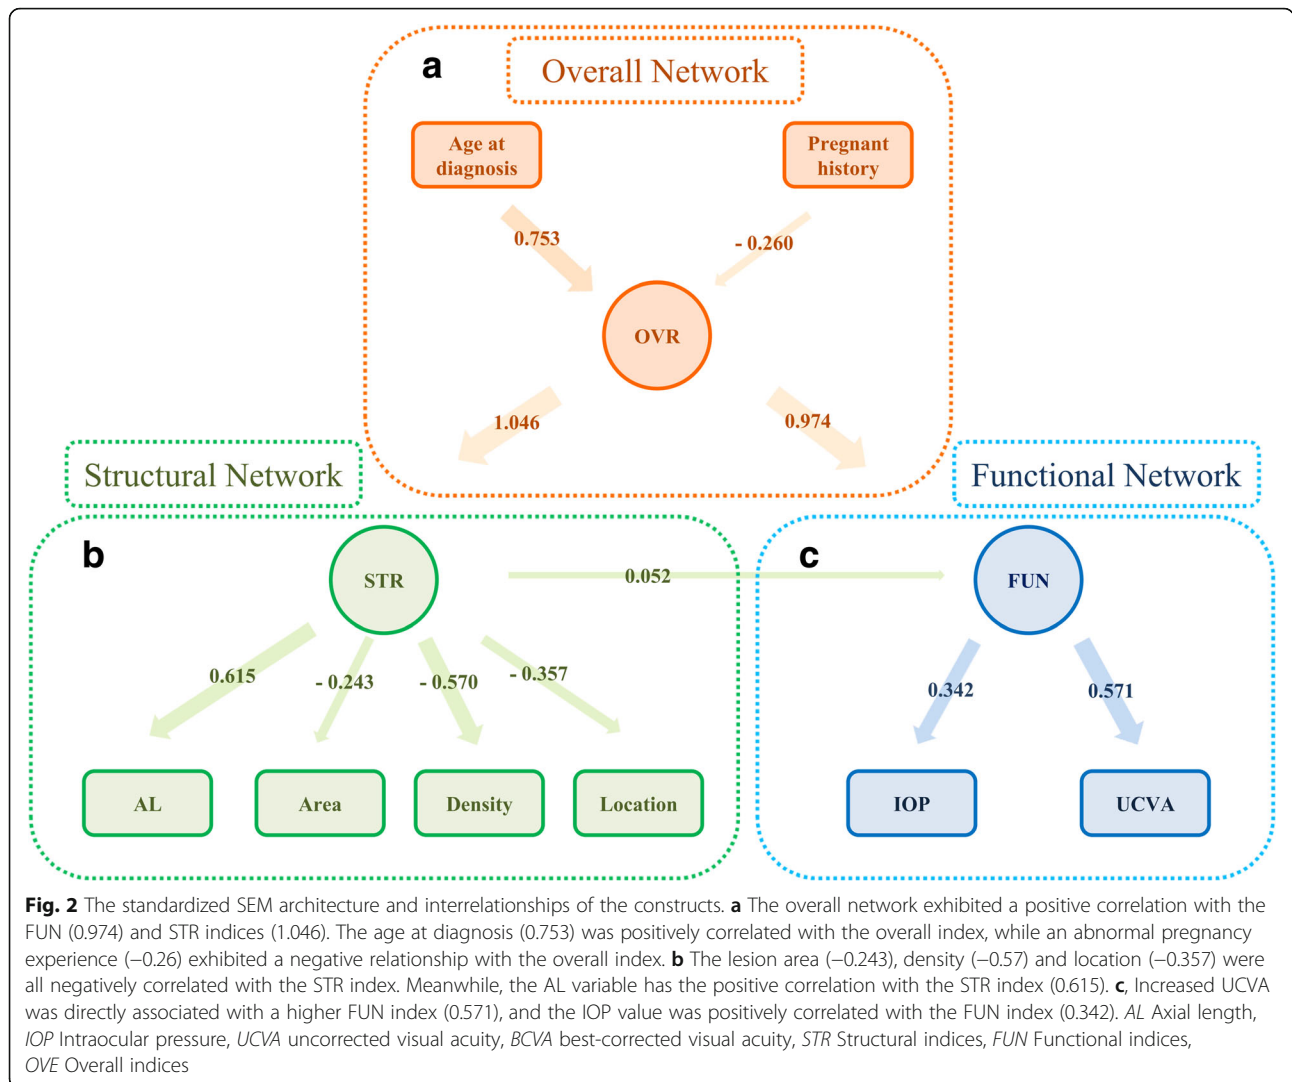 a
Overall Network
Age at
diagnosis
Pregnant
history
0.753
- 0.260
OVR
1.046
0.974
Structural Network
Functional Network
b
STR
0.052
c
FUN
0.615
- 0.243
- 0.570
- 0.357
0.342
0.571
AL
Area
Density
Location
IOP
UCVA
Fig. 2 The standardized SEM architecture and interrelationships of the constructs. a The overall network exhibited a positive correlation with the
FUN (0.974) and STR indices (1.046). The age at diagnosis (0.753) was positively correlated with the overall index, while an abnormal pregnancy
experience (−0.26) exhibited a negative relationship with the overall index. b The lesion area (−0.243), density (−0.57) and location (−0.357) were
all negatively correlated with the STR index. Meanwhile, the AL variable has the positive correlation with the STR index (0.615). c, Increased UCVA
was directly associated with a higher FUN index (0.571), and the IOP value was positively correlated with the FUN index (0.342). AL Axial length,
IOP Intraocular pressure, UCVA uncorrected visual acuity, BCVA best-corrected visual acuity, STR Structural indices, FUN Functional indices,
OVE Overall indices